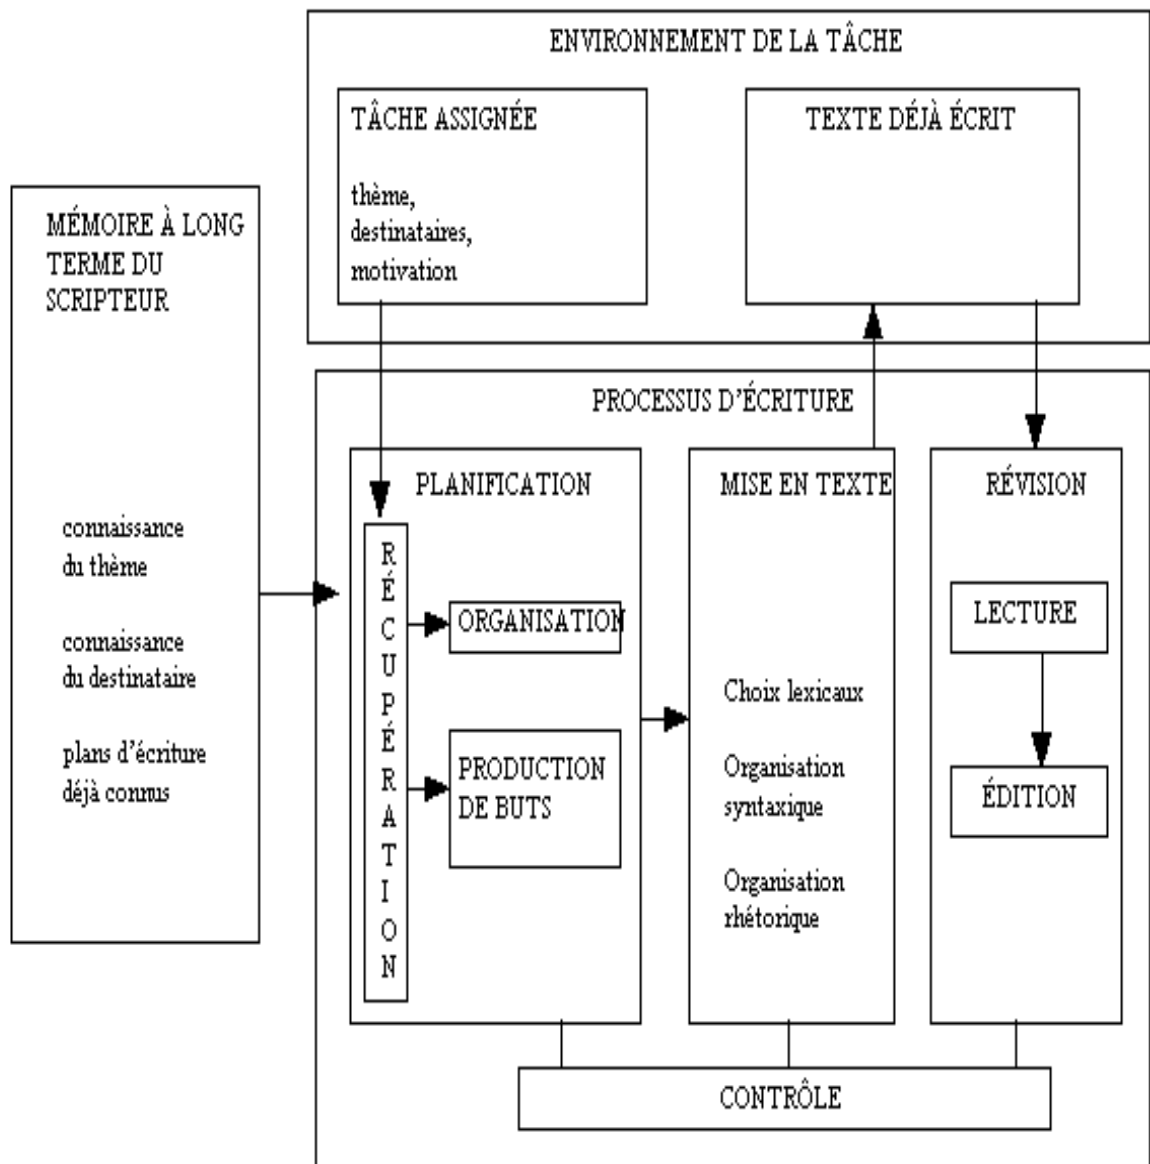 ENVIRONNEMENT DE LA TÂCHE
TÂCHE ASSIGNÉE
thème,
destinataires,
motivation
TEXTE DÉJÀ ÉCRIT
MÉMOIRE À LONG
TERME DU
SCRIPTEUR
connaissance
du thème
connaissance
du destinataire
plans d'écriture
déjà connus
PROCESSUS D'ÉCRITURE
PLANIFICATION
RÉCUPÉRATION
ORGANISATION
PRODUCTION
DE BUTS
MISE EN TEXTE
Choix lexicaux
Organisation
syntaxique
Organisation
rhétorique
RÉVISION
LECTURE
ÉDITION
CONTRÔLE